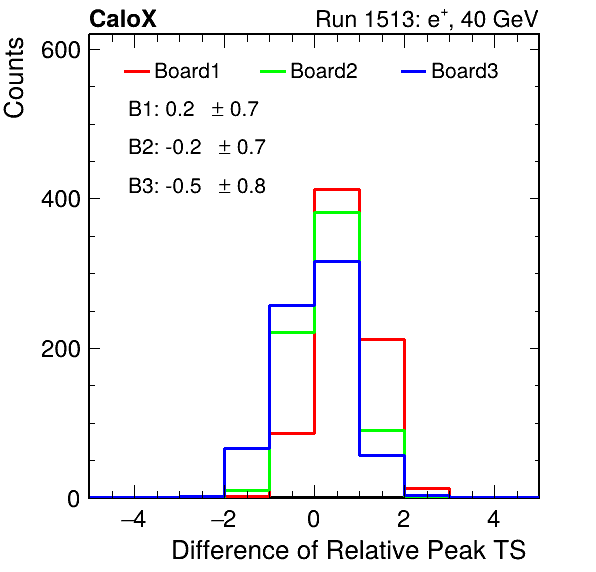 CaloX Run 1513: e⁺, 40 GeV
Counts
600
Board1 Board2 Board3
B1: 0.2 ± 0.7
B2: -0.2 ± 0.7
B3: -0.5 ± 0.8
400
200
0
−4 −2 0 2 4
Difference of Relative Peak TS